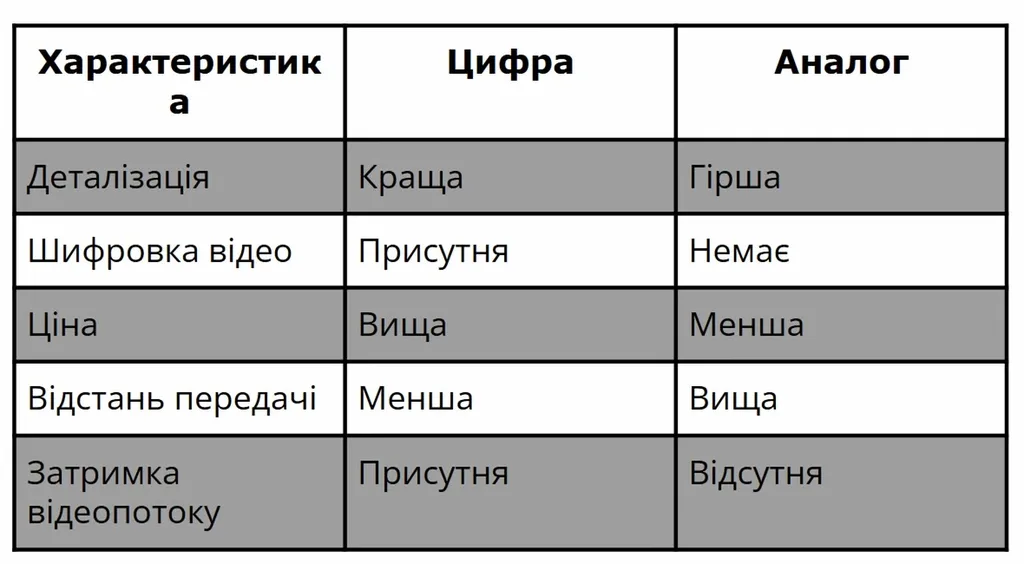 Характеристик Цифра Аналог
а
Деталізація Краща Гірша
Шифровка відео Присутня Немає
Ціна Вища Менша
Відстань передачі Менша Вища
Затримка Присутня Відсутня
відеопотоку